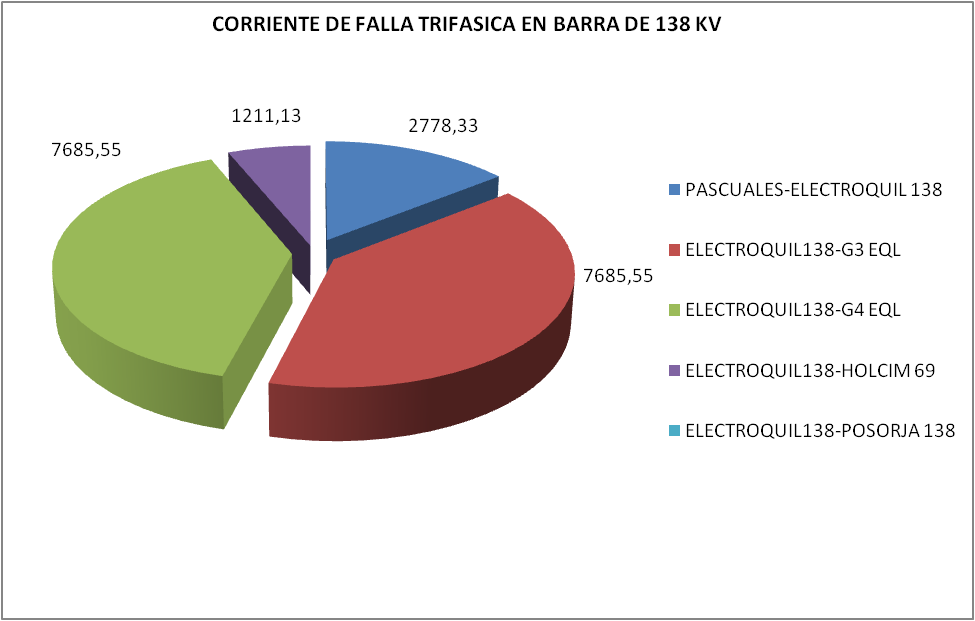 CORRIENTE DE FALLA TRIFASICA EN BARRA DE 138 KV
1211,13
2778,33
7685,55
7685,55
PASCUALES-ELECTROQUIL 138
ELECTROQUIL138-G3 EQL
ELECTROQUIL138-G4 EQL
ELECTROQUIL138-HOLCIM 69
ELECTROQUIL138-POSORJA 138